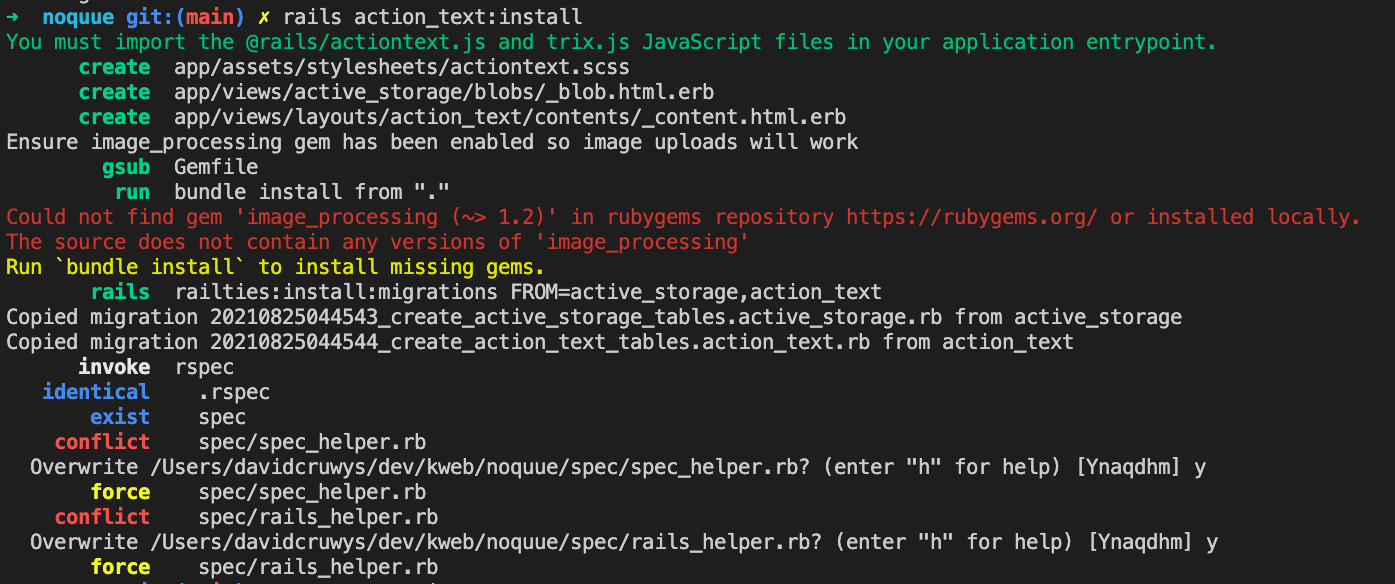 → noquue git:(main) ✗ rails action_text:install
You must import the @rails/actiontext.js and trix.js JavaScript files in your application entrypoint.
create app/assets/stylesheets/actiontext.scss
create app/views/active_storage/blobs/_blob.html.erb
create app/views/layouts/action_text/contents/_content.html.erb
Ensure image_processing gem has been enabled so image uploads will work
gsub Gemfile
run bundle install from "."
Could not find gem 'image_processing (~> 1.2)' in rubygems repository https://rubygems.org/ or installed locally.
The source does not contain any versions of 'image_processing'
Run `bundle install` to install missing gems.
rails railties:install:migrations FROM=active_storage,action_text
Copied migration 20210825044543_create_active_storage_tables.active_storage.rb from active_storage
Copied migration 20210825044544_create_action_text_tables.action_text.rb from action_text
invoke rspec
identical .rspec
exist spec
conflict spec/spec_helper.rb
Overwrite /Users/davidcruwys/dev/kweb/noquue/spec/spec_helper.rb? (enter "h" for help) [Ynaqdhm] y
force spec/spec_helper.rb
conflict spec/rails_helper.rb
Overwrite /Users/davidcruwys/dev/kweb/noquue/spec/rails_helper.rb? (enter "h" for help) [Ynaqdhm] y
force spec/rails_helper.rb